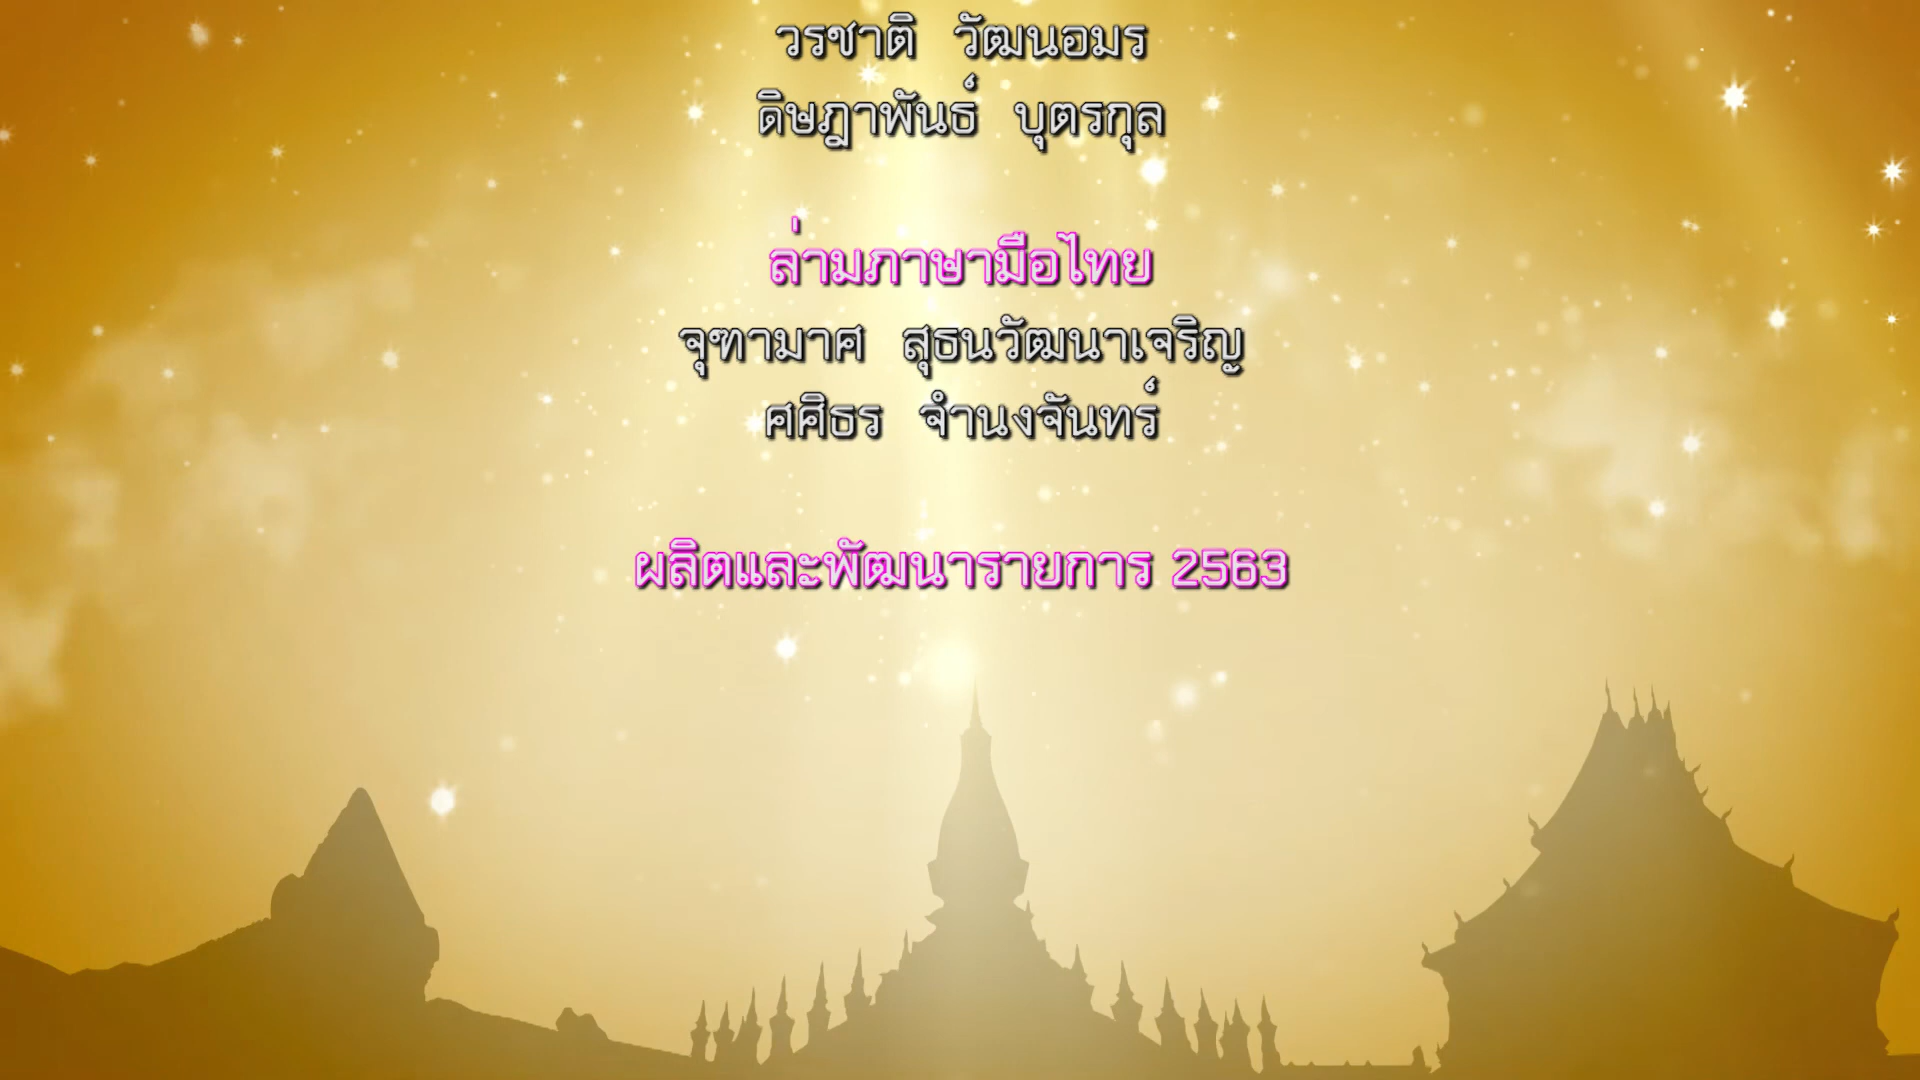 วรชาติ วัฒนอมร
ดิษฎาพันธ์ บุตรกุล
ล่ามภาษามือไทย
จุฑามาศ สุธนวัฒนาเจริญ
ศศิธร จำนงจันทร์
ผลิตและพัฒนารายการ 2563